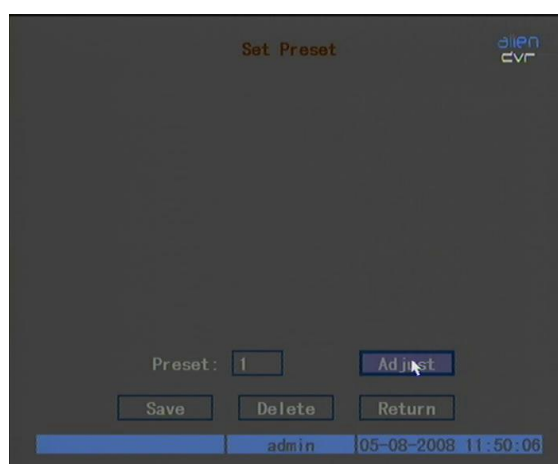 Set Preset
alien
dvr
Preset: 1 Adjust
Save Delete Return
admin 05-08-2008 11:50:06